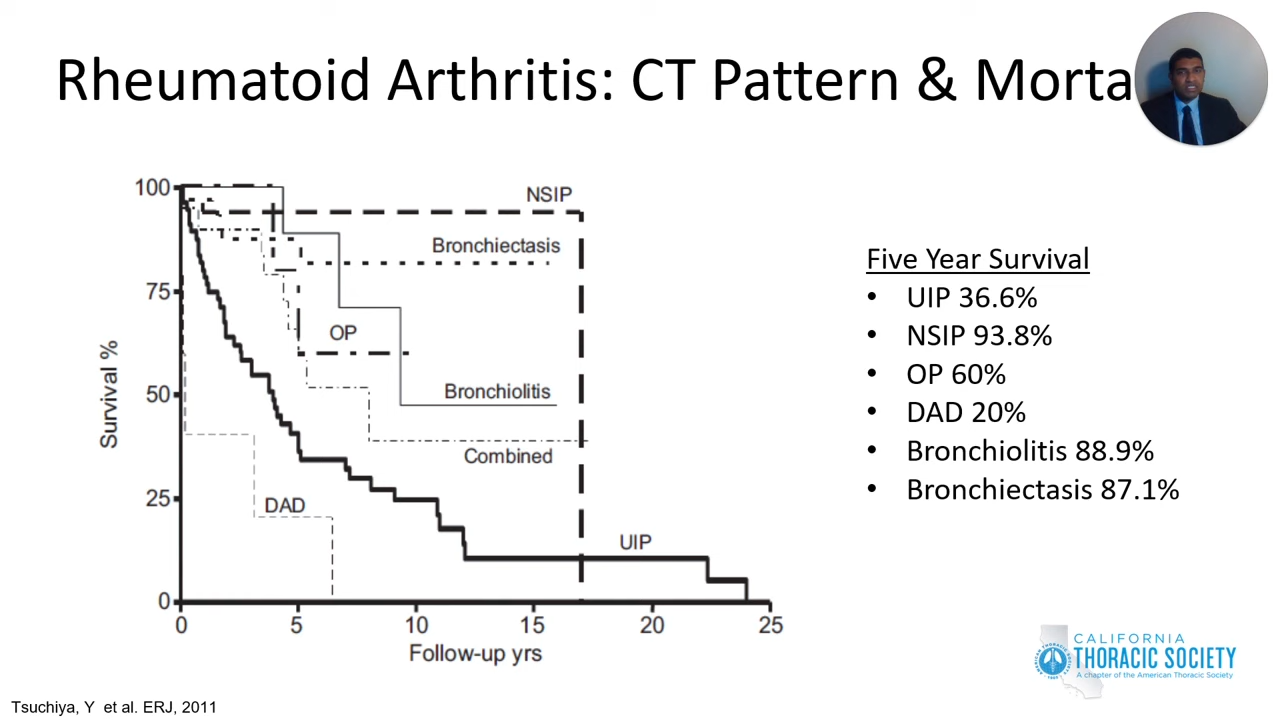 Rheumatoid Arthritis: CT Pattern & Morta
100
75
50
25
0
Survival %
NSIP
Bronchiectasis
OP
Bronchiolitis
Combined
DAD
UIP
0 5 10 15 20 25
Follow-up yrs
Five Year Survival
• UIP 36.6%
• NSIP 93.8%
• OP 60%
• DAD 20%
• Bronchiolitis 88.9%
• Bronchiectasis 87.1%
CALIFORNIA
THORACIC SOCIETY
A chapter of the American Thoracic Society
Tsuchiya, Y et al. ERJ, 2011